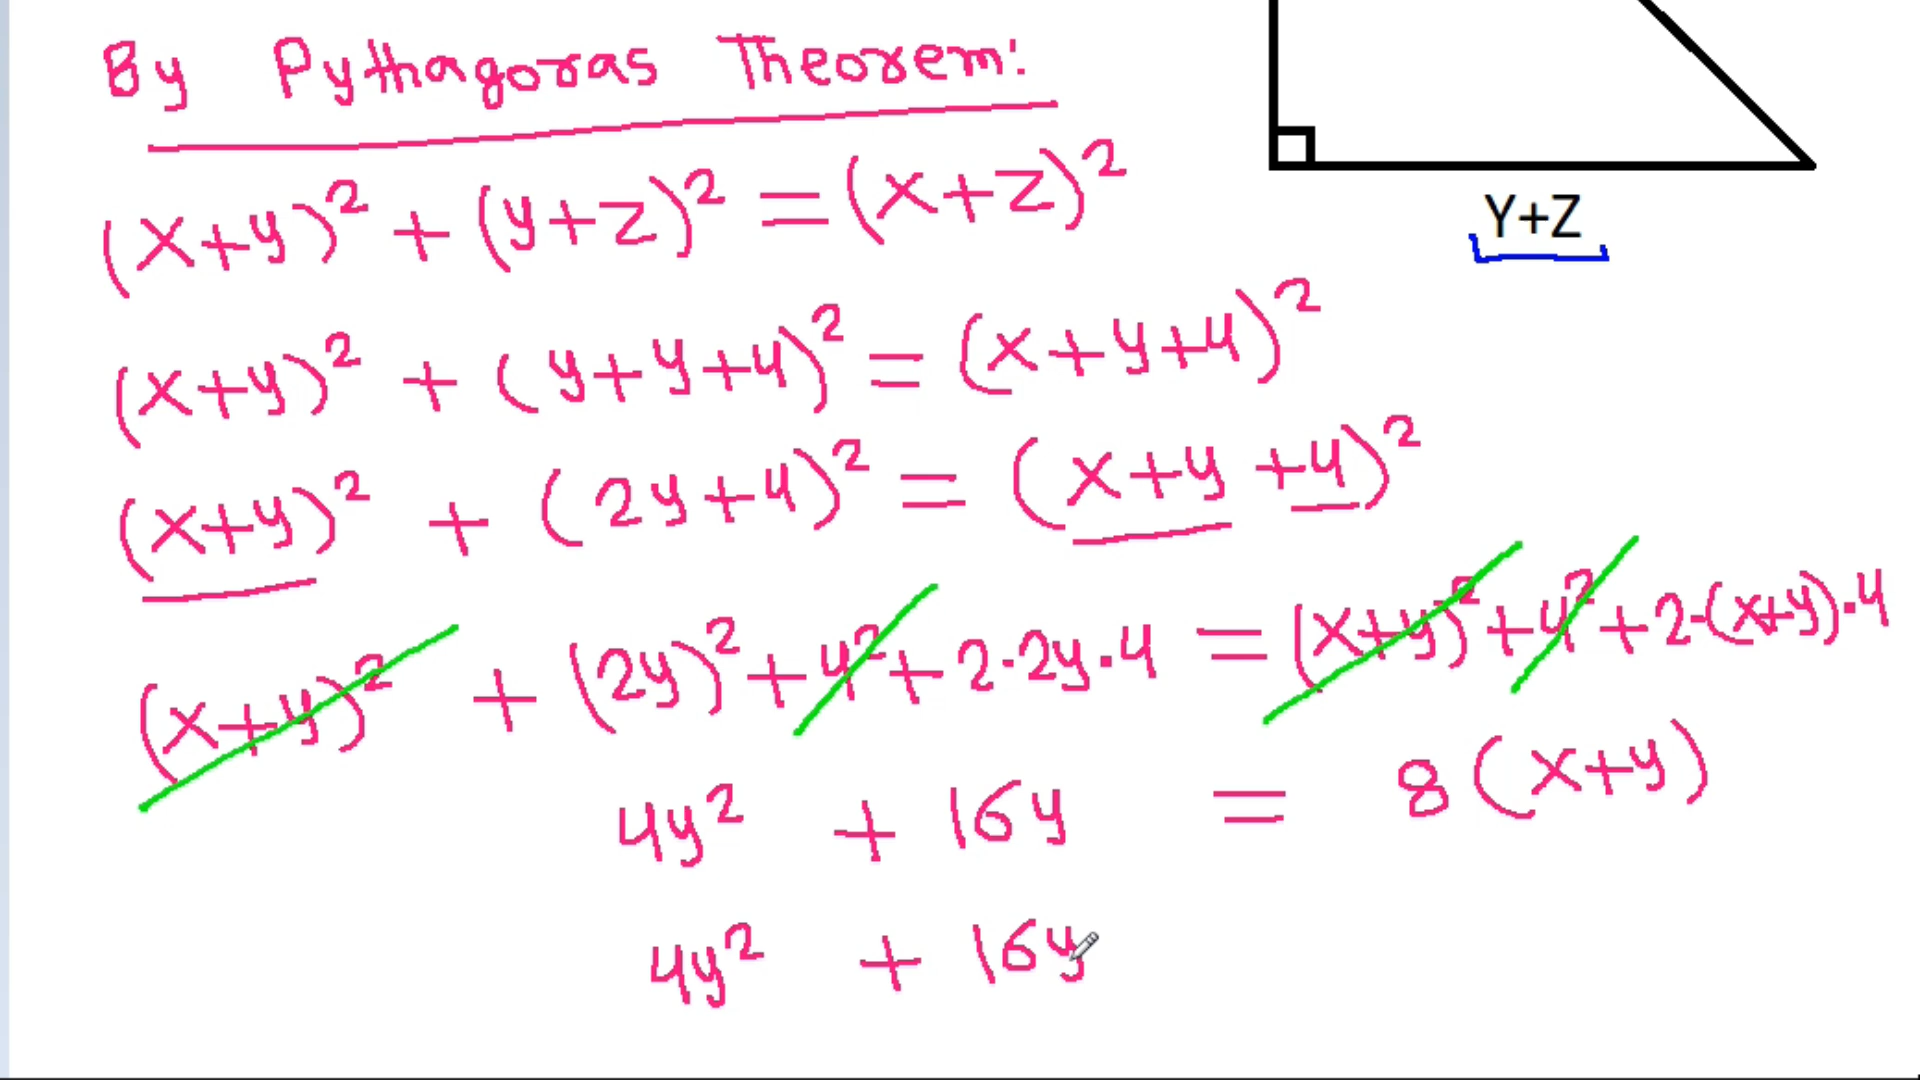 By Pythagoras Theorem:
(x+y)² + (y+z)² = (x+z)²
Y+Z
(x+y)² + (y+y+4)² = (x+y+4)²
(x+y)² + (2y+4)² = (x+y+4)²
(x+y)² + (2y)² + 4² + 2·2y·4 = (x+y)² + 4² + 2·(x+y)·4
4y² + 16y = 8(x+y)
4y² + 16y